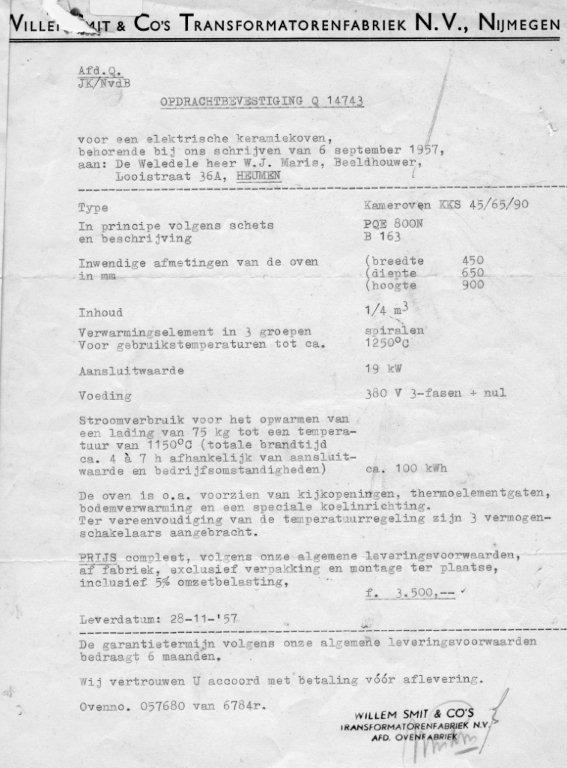 WILLEM SMIT & CO'S TRANSFORMATORENFABRIEK N.V., NIJMEGEN
Afd.Q.
JK/NvdB
OPDRACHTBEVESTIGING Q 14743
voor een elektrische keramiekoven,
behorende bij ons schrijven van 6 september 1957,
aan: De Weledele heer W.J. Maris, Beeldhouwer,
Looistraat 36A, HEUMEN
Type Kameroven KKS 45/65/90
In principe volgens schets PQE 800N
en beschrijving B 163
Inwendige afmetingen van de oven (breedte 450
in mm (diepte 650
(hoogte 900
Inhoud 1/4 m³
Verwarmingselement in 3 groepen spiralen
Voor gebruikstemperaturen tot ca. 1250°C
Aansluitwaarde 19 kW
Voeding 380 V 3-fasen + nul
Stroomverbruik voor het opwarmen van
een lading van 75 kg tot een tempera-
tuur van 1150°C (totale brandtijd
ca. 4 à 7 h afhankelijk van aansluit-
waarde en bedrijfsomstandigheden) ca. 100 kWh
De oven is o.a. voorzien van kijkopeningen, thermoelementgaten,
bodemverwarming en een speciale koelinrichting.
Ter vereenvoudiging van de temperatuurregeling zijn 3 vermogen-
schakelaars aangebracht.
PRIJS compleet, volgens onze algemene leveringsvoorwaarden,
af fabriek, exclusief verpakking en montage ter plaatse,
inclusief 5% omzetbelasting,
f. 3.500,--
Leverdatum: 28-11-'57
De garantietermijn volgens onze algemene leveringsvoorwaarden
bedraagt 6 maanden.
Wij vertrouwen U accoord met betaling vóór aflevering.
Ovenno. 057680 van 6784r.
WILLEM SMIT & CO'S
TRANSFORMATORENFABRIEK N.V.
AFD. OVENFABRIEK